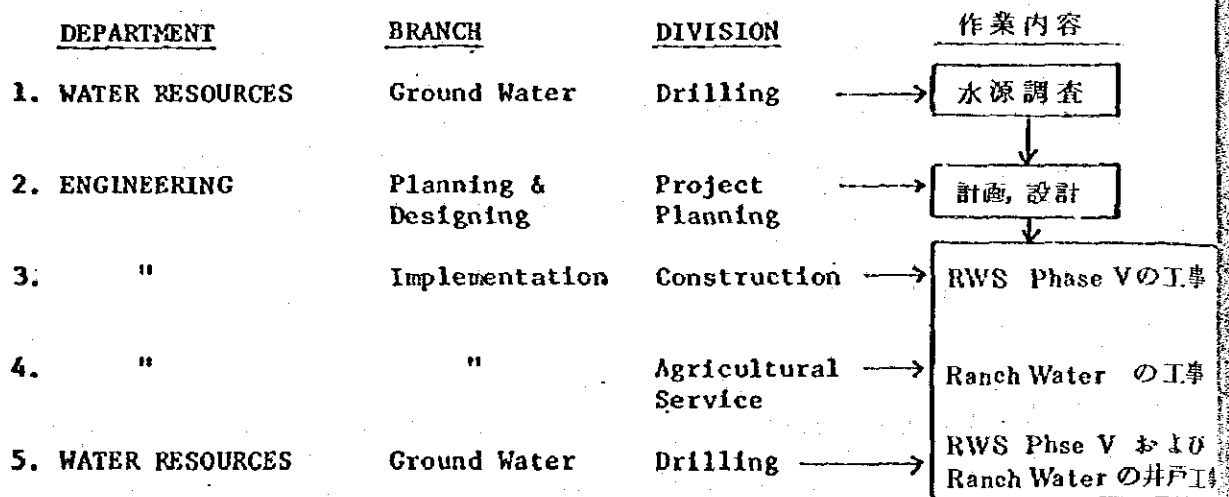 DEPARTMENT BRANCH DIVISION 作業内容
1. WATER RESOURCES Ground Water Drilling 水源調査
2. ENGINEERING Planning & Project 計画, 設計
Designing Planning
3. " Implementation Construction RWS Phase Vの工事
4. " " Agricultural Ranch Water の工事
Service
5. WATER RESOURCES Ground Water Drilling RWS Phse V および
Ranch Water の井戸工